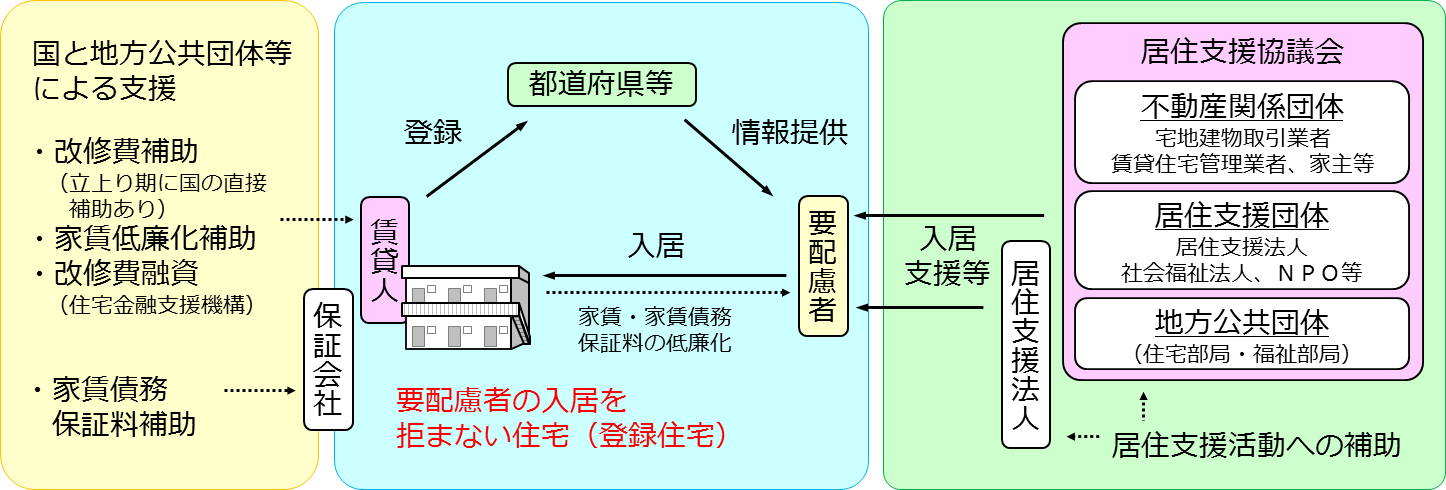 国と地方公共団体等
による支援
・改修費補助
（立上り期に国の直接
補助あり）
・家賃低廉化補助
・改修費融資
（住宅金融支援機構）
・家賃債務
保証料補助
保証会社
都道府県等
登録
情報提供
賃貸人
入居
家賃・家賃債務
保証料の低廉化
要配慮者
要配慮者の入居を
拒まない住宅（登録住宅）
入居
支援等
居住支援法人
居住支援協議会
不動産関係団体
宅地建物取引業者
賃貸住宅管理業者、家主等
居住支援団体
居住支援法人
社会福祉法人、ＮＰＯ等
地方公共団体
（住宅部局・福祉部局）
居住支援活動への補助